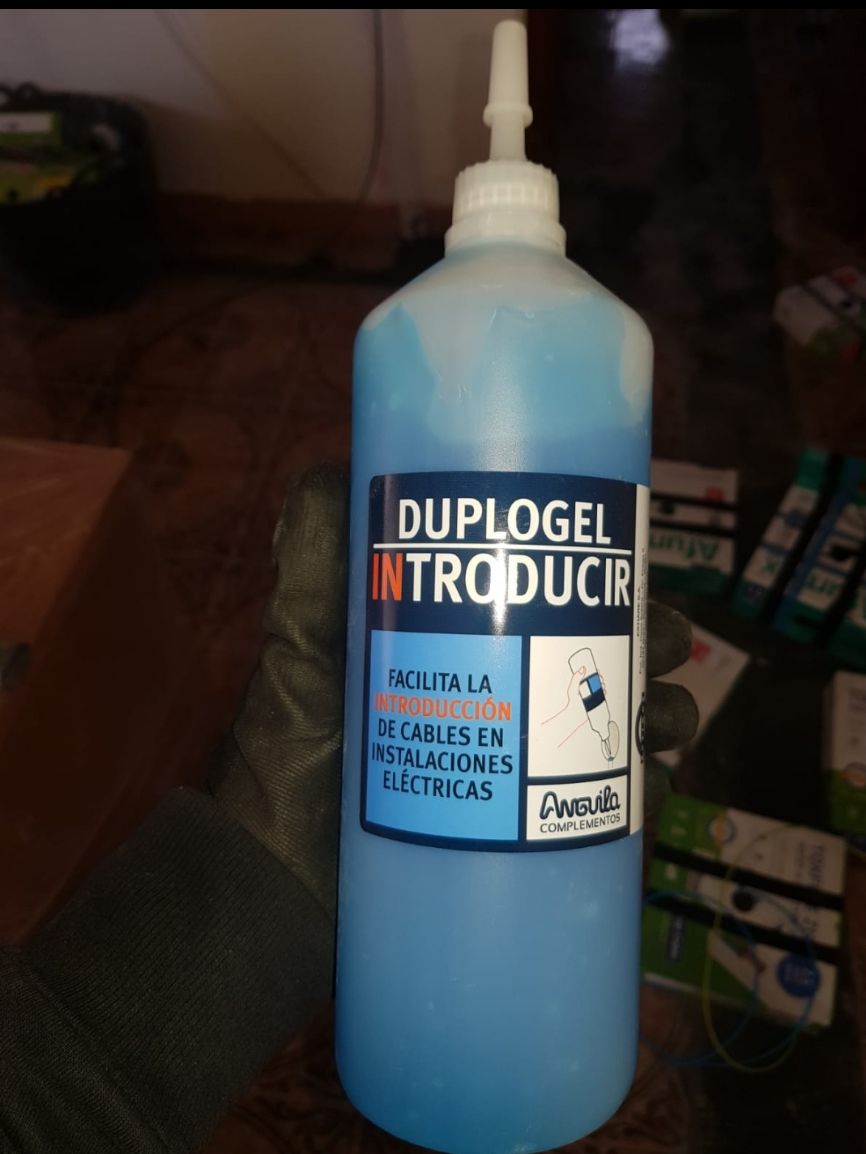 DUPLOGEL
INTRODUCIR
FACILITA LA
INTRODUCCIÓN
DE CABLES EN
INSTALACIONES
ELÉCTRICAS
Anguila
COMPLEMENTOS